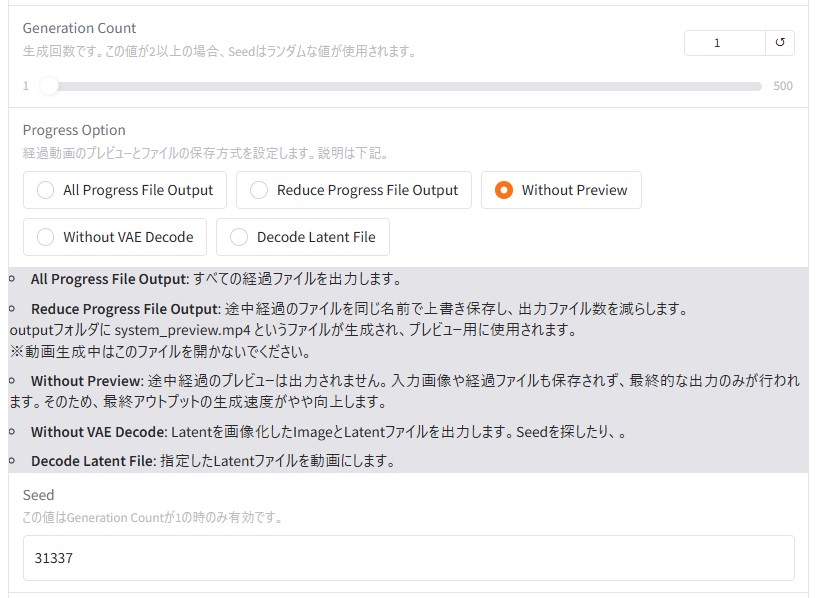 Generation Count
生成回数です。この値が2以上の場合、Seedはランダムな値が使用されます。
1
↺
1
500
Progress Option
経過動画のプレビューとファイルの保存方式を設定します。説明は下記。
All Progress File Output
Reduce Progress File Output
Without Preview
Without VAE Decode
Decode Latent File
All Progress File Output: すべての経過ファイルを出力します。
Reduce Progress File Output: 途中経過のファイルを同じ名前で上書き保存し、出力ファイル数を減らします。
outputフォルダに system_preview.mp4 というファイルが生成され、プレビュー用に使用されます。
※動画生成中はこのファイルを開かないでください。
Without Preview: 途中経過のプレビューは出力されません。入力画像や経過ファイルも保存されず、最終的な出力のみが行われ
ます。そのため、最終アウトプットの生成速度がやや向上します。
Without VAE Decode: Latentを画像化したImageとLatentファイルを出力します。Seedを探したり、。
Decode Latent File: 指定したLatentファイルを動画にします。
Seed
この値はGeneration Countが1の時のみ有効です。
31337